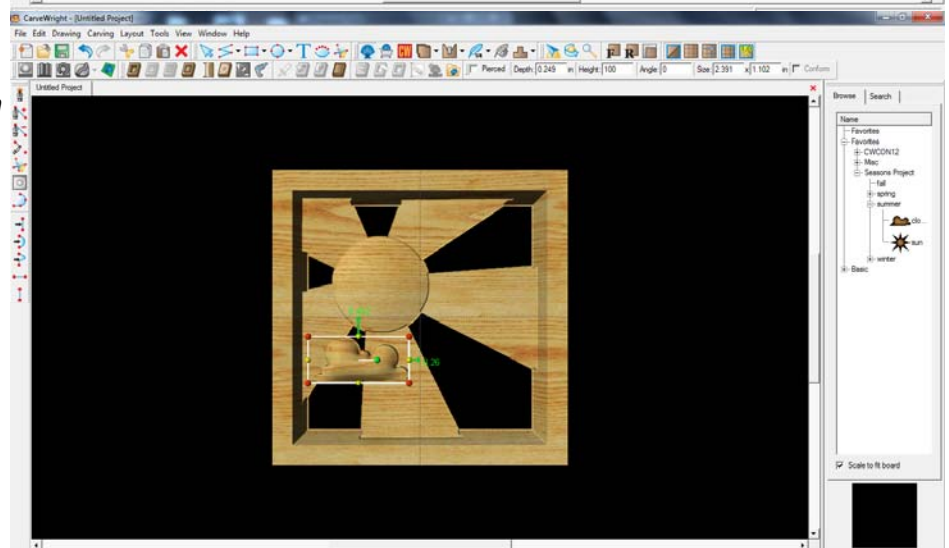 CarveWright - [Untitled Project]
File Edit Drawing Carving Layout Tools View Window Help
Pierced Depth: 0.249 in Height: 100 Angle: 0 Size: 2.391 x 1.102 in Conform
Untitled Project
Browse Search
Name
Favorites
Favorites
CWCON12
Misc
Seasons Project
fall
spring
summer
clo...
sun
winter
Basic
Scale to fit board